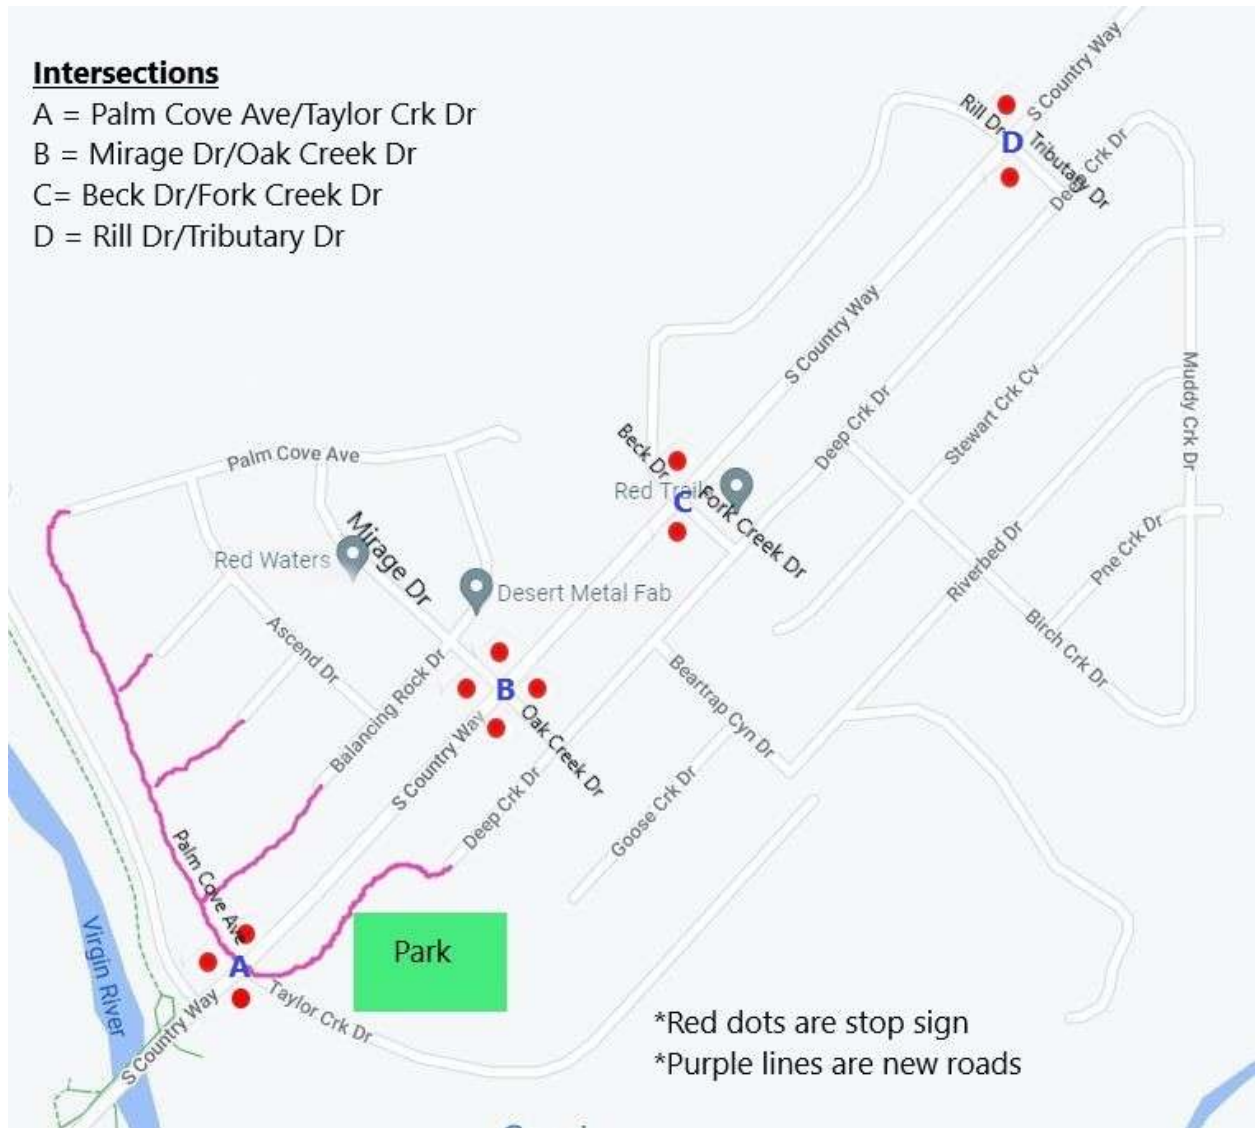 Intersections
A = Palm Cove Ave/Taylor Crk Dr
B = Mirage Dr/Oak Creek Dr
C= Beck Dr/Fork Creek Dr
D = Rill Dr/Tributary Dr
S Country Way
Rill Dr
D
Tributary Dr
Deep Crk Dr
S Country Way
Muddy Crk Dr
Deep Crk Dr
Stewart Crk Cv
Beck Dr
Palm Cove Ave
Red
C
Fork Creek Dr
Mirage Dr
Red Waters
Desert Metal Fab
Riverbed Dr
Pne Crk Dr
Ascend Dr
Birch Crk Dr
Balancing Rock Dr
B
Beartrap Cyn Dr
S Country Way
Oak Creek Dr
Deep Crk Dr
Goose Crk Dr
Palm Cove Ave
Park
A
Virgin River
Taylor Crk Dr
S Country Way
*Red dots are stop sign
*Purple lines are new roads